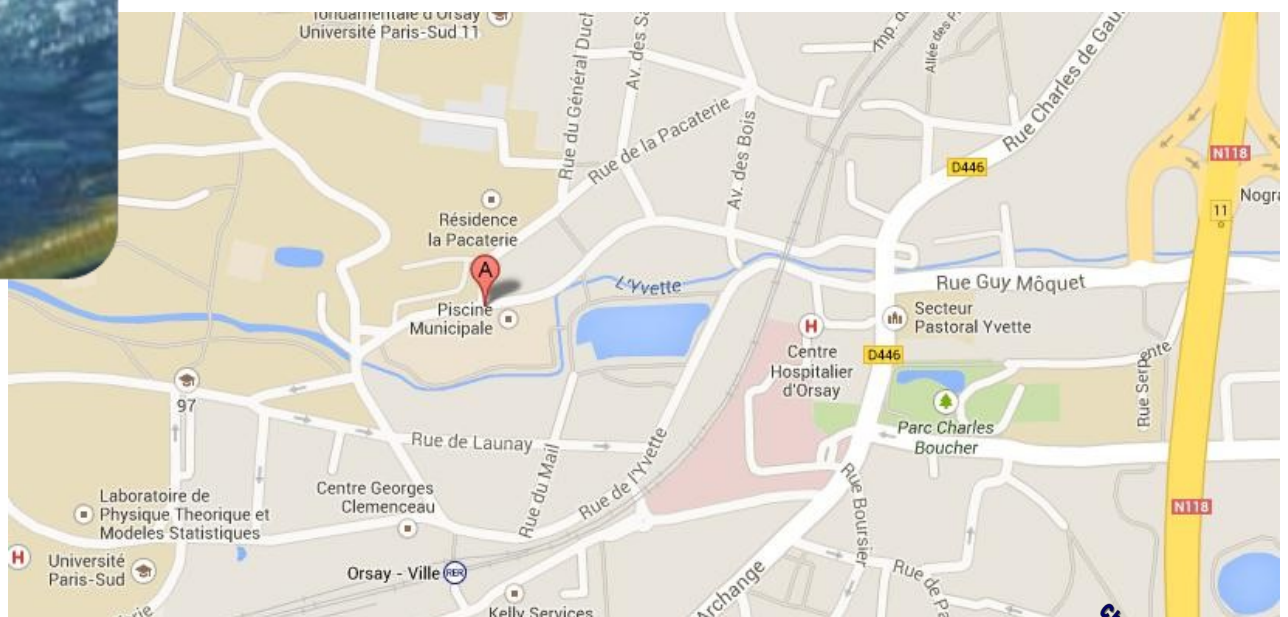 fondamentale d'Orsay
Université Paris-Sud 11
Rue du Général Duch
Av. des Sa
Imp. d
Allée des P
Rue Charles de Gau
Rue de la Pacaterie
Av. des Bois
D446
N118
11
Nogra
Résidence
la Pacaterie
A
L'Yvette
Rue Guy Môquet
Piscine
Municipale
H
Centre
Hospitalier
d'Orsay
Secteur
Pastoral Yvette
D446
Rue Serpente
97
Parc Charles
Boucher
Rue de Launay
Rue du Mail
Rue de l'Yvette
Rue Boursier
Laboratoire de
Physique Theorique et
Modeles Statistiques
Centre Georges
Clemenceau
N118
H
Université
Paris-Sud
Orsay - Ville
RER
Rue de Pa
Archange
Kelly Services
erie